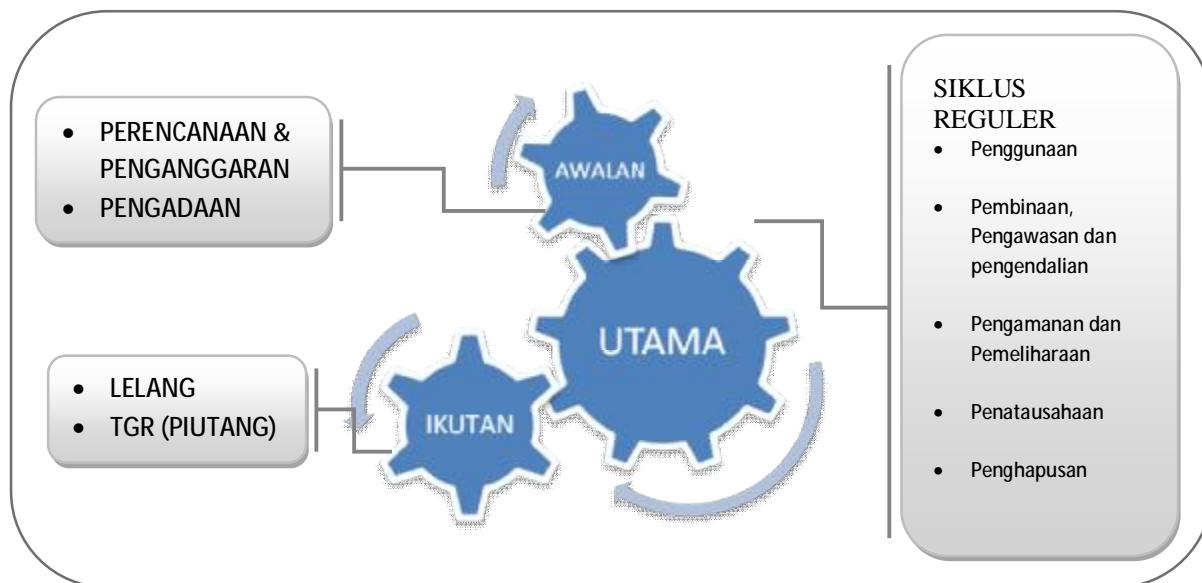 • PERENCANAAN &
PENGANGGARAN
• PENGADAAN
AWALAN
UTAMA
• LELANG
• TGR (PIUTANG)
IKUTAN
SIKLUS
REGULER
• Penggunaan
• Pembinaan,
Pengawasan dan
pengendalian
• Pengamanan dan
Pemeliharaan
• Penatausahaan
• Penghapusan